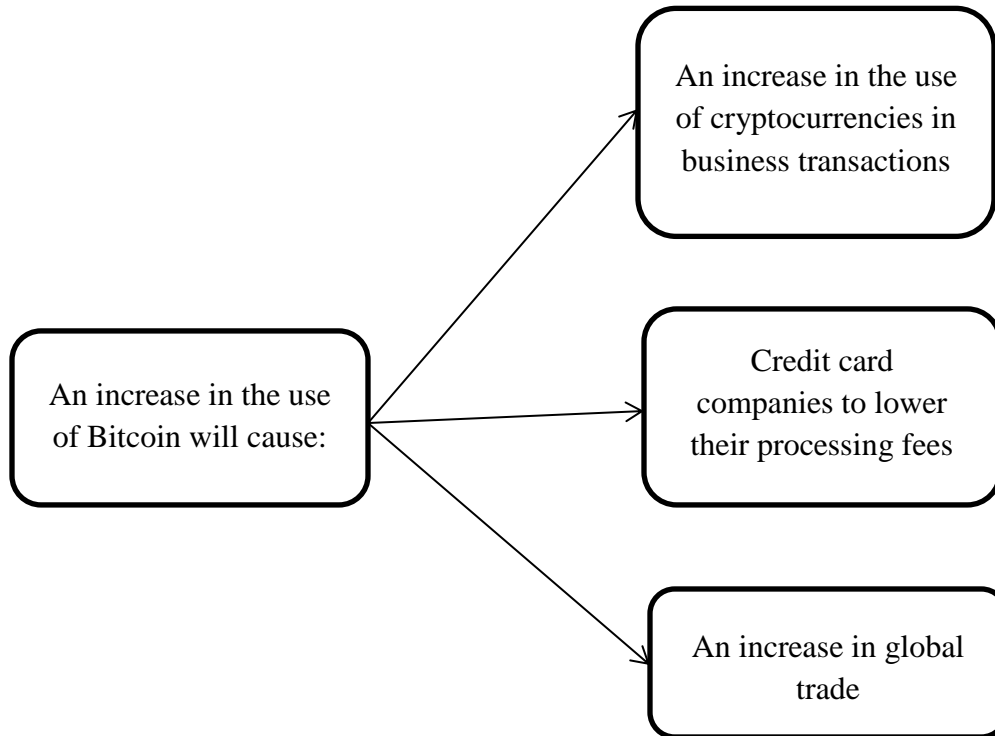 An increase in the use
of Bitcoin will cause:
An increase in the use
of cryptocurrencies in
business transactions
Credit card
companies to lower
their processing fees
An increase in global
trade